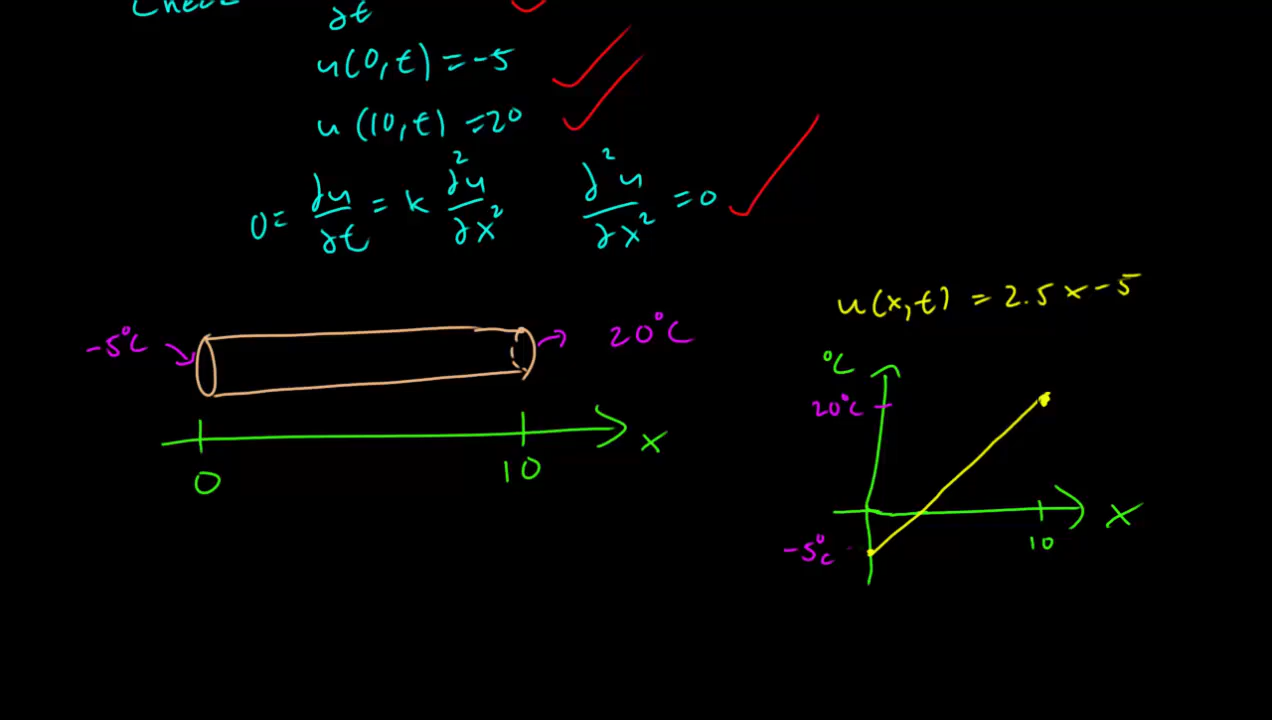 Check
∂t
u(0,t) = -5
u(10,t) = 20
0 = ∂u/∂t = k ∂²u/∂x² ∂²u/∂x² = 0
u(x,t) = 2.5x - 5
-5°C
20°C
0
10
x
°C
20°C
-5°C
10
x